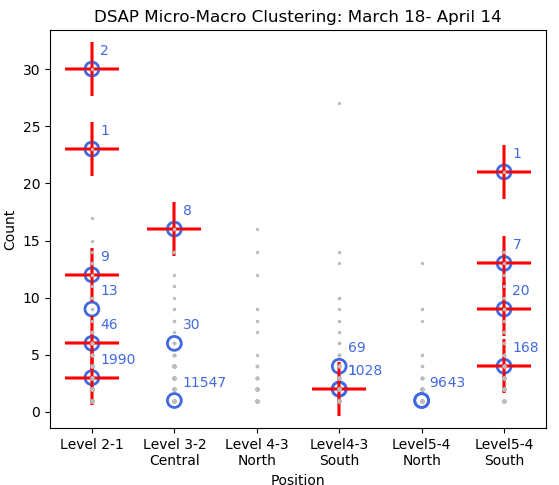 DSAP Micro-Macro Clustering: March 18- April 14
Count
30
25
20
15
10
5
0
2
1
9
13
46
1990
8
30
11547
69
1028
9643
1
7
20
168
Level 2-1
Level 3-2
Central
Level 4-3
North
Level4-3
South
Level5-4
North
Level5-4
South
Position